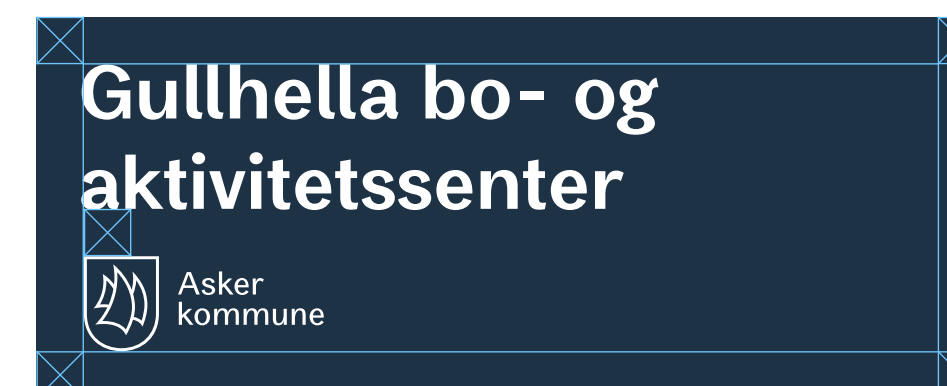 Gullhella bo- og
aktivitetssenter
Asker
kommune